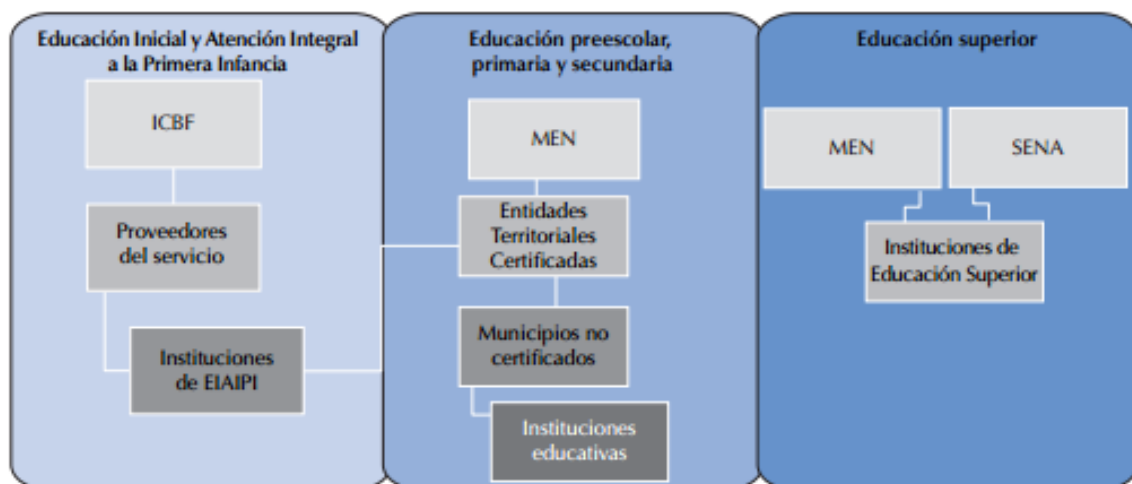 Educación Inicial y Atención Integral
a la Primera Infancia
ICBF
Proveedores
del servicio
Instituciones
de EIAIPI
Educación preescolar,
primaria y secundaria
MEN
Entidades
Territoriales
Certificadas
Municipios no
certificados
Instituciones
educativas
Educación superior
MEN
SENA
Instituciones de
Educación Superior